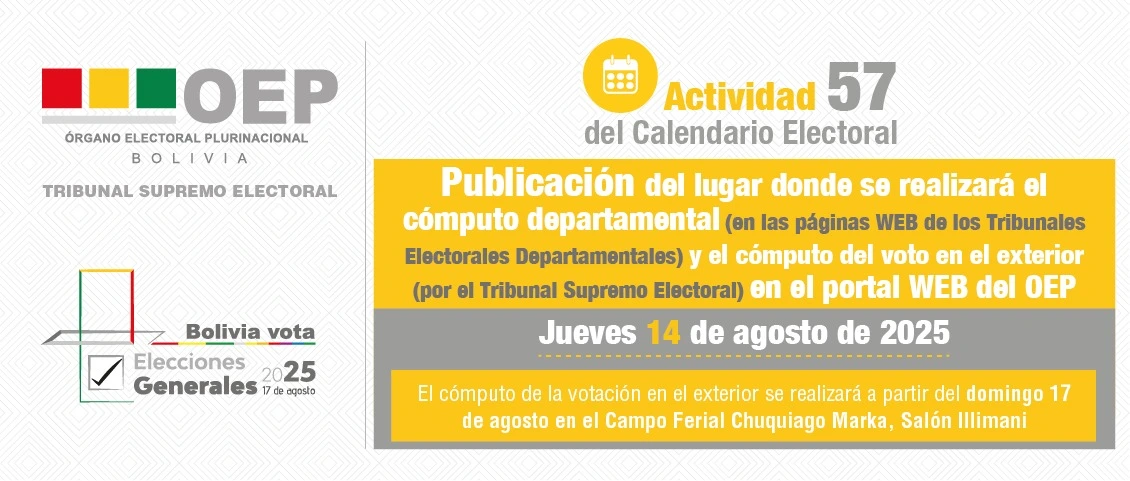 OEP
ÓRGANO ELECTORAL PLURINACIONAL
BOLIVIA
TRIBUNAL SUPREMO ELECTORAL
Bolivia vota
Elecciones
Generales 2025
17 de agosto
Actividad 57
del Calendario Electoral
Publicación del lugar donde se realizará el
cómputo departamental (en las páginas WEB de los Tribunales
Electorales Departamentales) y el cómputo del voto en el exterior
(por el Tribunal Supremo Electoral) en el portal WEB del OEP
Jueves 14 de agosto de 2025
El cómputo de la votación en el exterior se realizará a partir del domingo 17
de agosto en el Campo Ferial Chuquiago Marka, Salón Illimani